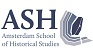 ASH
Amsterdam School
of Historical Studies